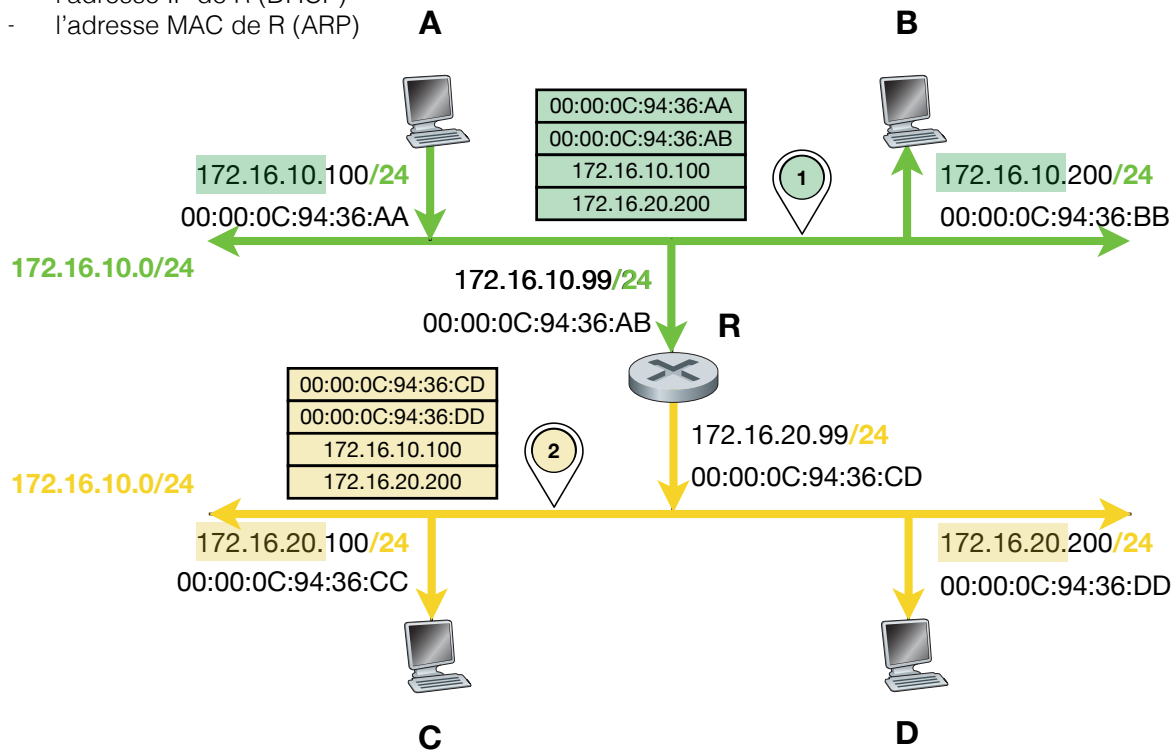 l'adresse IP de R (DHCP)
- l'adresse MAC de R (ARP)
A
B
00:00:0C:94:36:AA
00:00:0C:94:36:AB
172.16.10.100
172.16.20.200
1
172.16.10.100/24
00:00:0C:94:36:AA
172.16.10.200/24
00:00:0C:94:36:BB
172.16.10.0/24
172.16.10.99/24
00:00:0C:94:36:AB
R
00:00:0C:94:36:CD
00:00:0C:94:36:DD
172.16.10.100
172.16.20.200
2
172.16.20.99/24
00:00:0C:94:36:CD
172.16.10.0/24
172.16.20.100/24
00:00:0C:94:36:CC
172.16.20.200/24
00:00:0C:94:36:DD
C
D